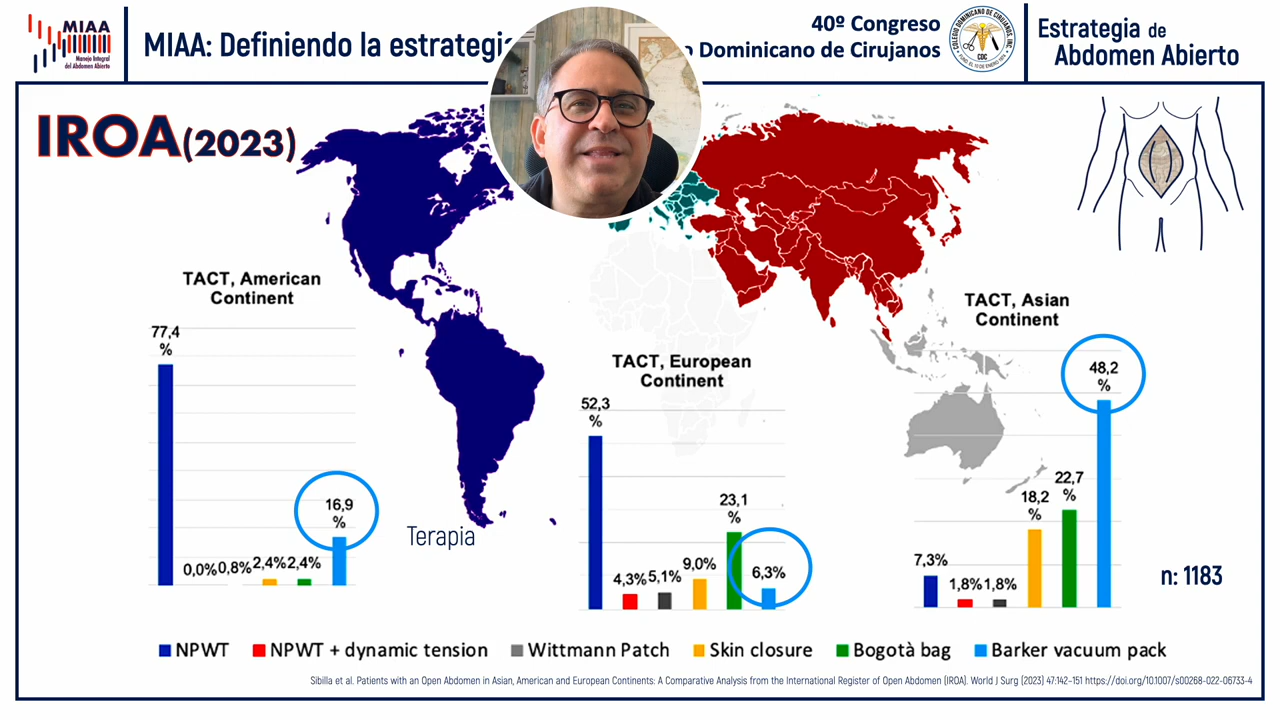 MIAA
Manejo Integral
del Abdomen Abierto
MIAA: Definiendo la estrategia
40º Congreso
Dominicano de Cirujanos
COLEGIO DOMINICANO DE CIRUJANOS, INC.
CDC
Estrategia de
Abdomen Abierto
IROA (2023)
TACT, American
Continent
77,4
%
0,0% 0,8% 2,4% 2,4%
16,9
%
Terapia
TACT, European
Continent
52,3
%
4,3% 5,1% 9,0%
23,1
%
6,3%
TACT, Asian
Continent
7,3%
1,8% 1,8%
18,2
%
22,7
%
48,2
%
n: 1183
NPWT NPWT + dynamic tension Wittmann Patch Skin closure Bogotà bag Barker vacuum pack
Sibilla et al. Patients with an Open Abdomen in Asian, American and European Continents: A Comparative Analysis from the International Register of Open Abdomen (IROA). World J Surg (2023) 47:142–151 https://doi.org/10.1007/s00268-022-06733-4